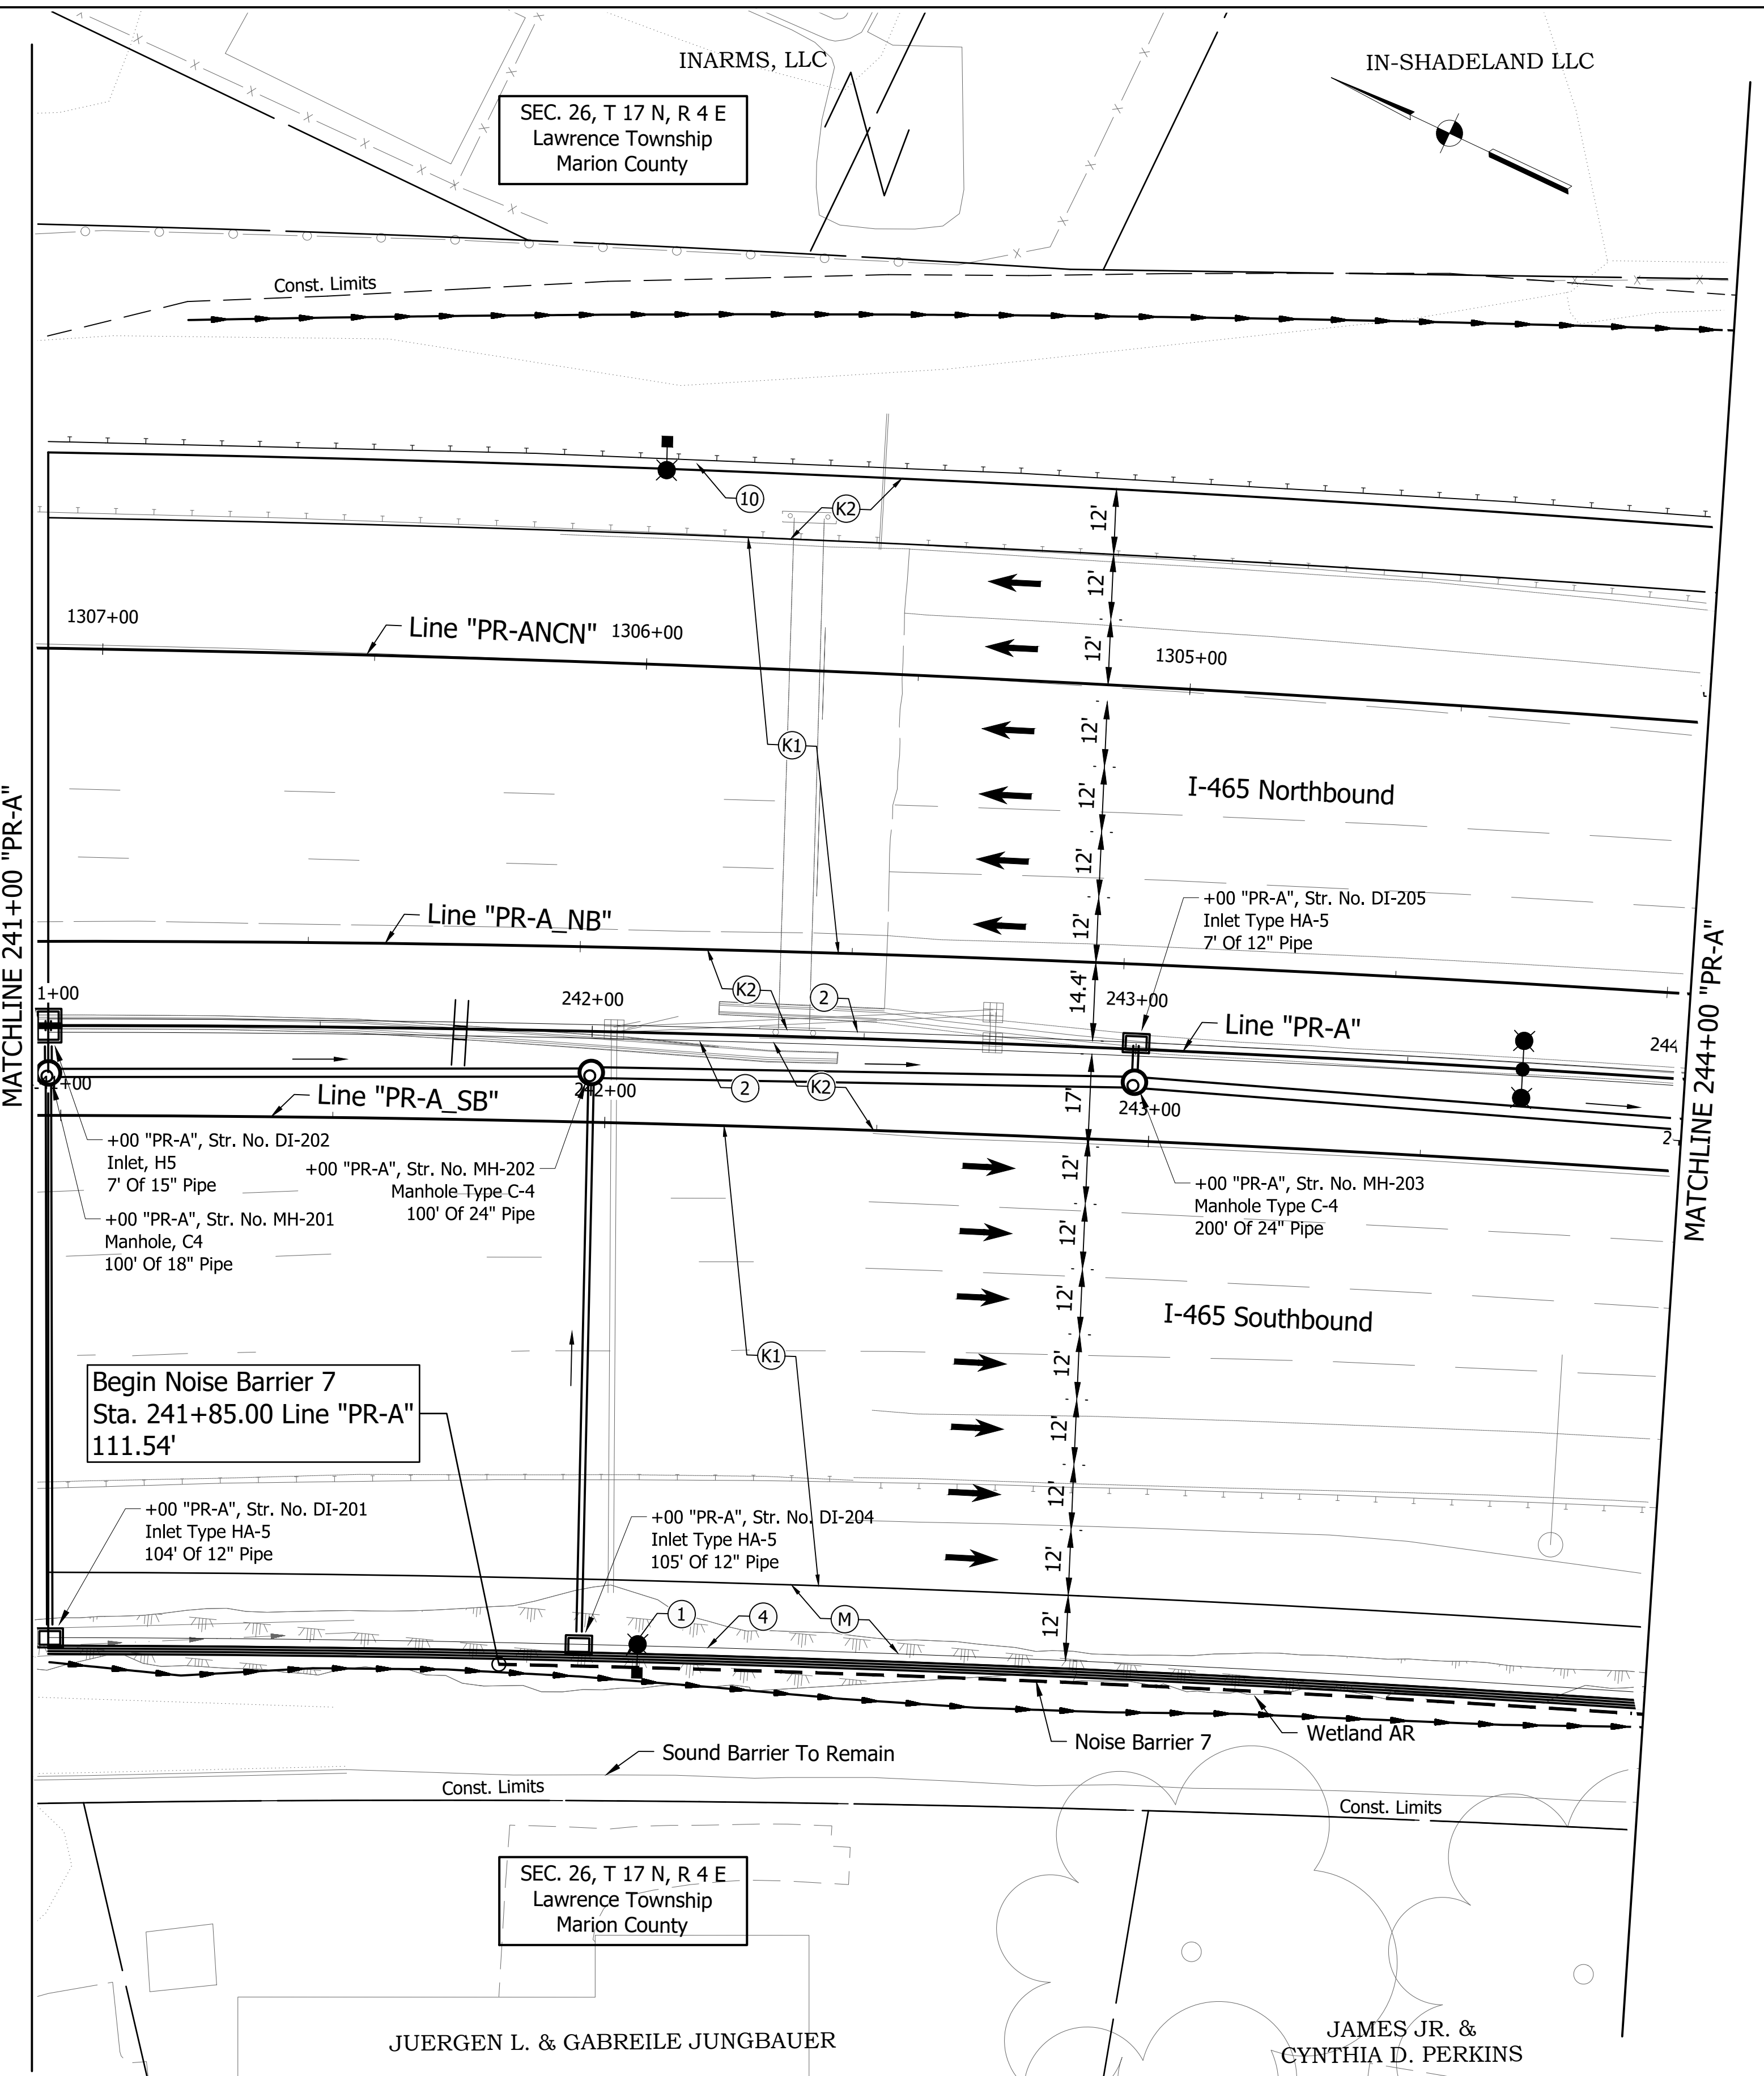 INARMS, LLC
IN-SHADELAND LLC
SEC. 26, T 17 N, R 4 E
Lawrence Township
Marion County
N
Const. Limits
10
K2
12'
12'
12'
1307+00
Line "PR-ANCN"
1306+00
1305+00
K1
12'
12'
12'
12'
I-465 Northbound
MATCHLINE 241+00 "PR-A"
MATCHLINE 244+00 "PR-A"
Line "PR-A_NB"
+00 "PR-A", Str. No. DI-205
Inlet Type HA-5
7' Of 12" Pipe
14.4'
K2
2
1+00
242+00
243+00
Line "PR-A"
244
2
K2
242+00
243+00
17'
Line "PR-A_SB"
+00 "PR-A", Str. No. DI-202
Inlet, H5
7' Of 15" Pipe
+00 "PR-A", Str. No. MH-202
Manhole Type C-4
100' Of 24" Pipe
+00 "PR-A", Str. No. MH-203
Manhole Type C-4
200' Of 24" Pipe
+00 "PR-A", Str. No. MH-201
Manhole, C4
100' Of 18" Pipe
12'
12'
12'
12'
12'
12'
12'
12'
I-465 Southbound
K1
Begin Noise Barrier 7
Sta. 241+85.00 Line "PR-A"
111.54'
+00 "PR-A", Str. No. DI-201
Inlet Type HA-5
104' Of 12" Pipe
+00 "PR-A", Str. No. DI-204
Inlet Type HA-5
105' Of 12" Pipe
1
4
M
Noise Barrier 7
Wetland AR
Sound Barrier To Remain
Const. Limits
Const. Limits
SEC. 26, T 17 N, R 4 E
Lawrence Township
Marion County
JUERGEN L. & GABREILE JUNGBAUER
JAMES JR. &
CYNTHIA D. PERKINS